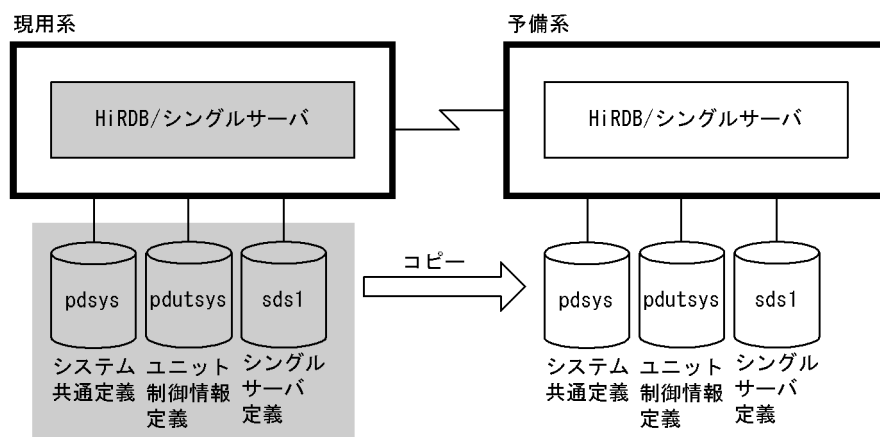 現用系
予備系
HiRDB/シングルサーバ
HiRDB/シングルサーバ
コピー
pdsys
pdutsys
sds1
pdsys
pdutsys
sds1
システム
共通定義
ユニット
制御情報
定義
シングル
サーバ
定義
システム
共通定義
ユニット
制御情報
定義
シングル
サーバ
定義